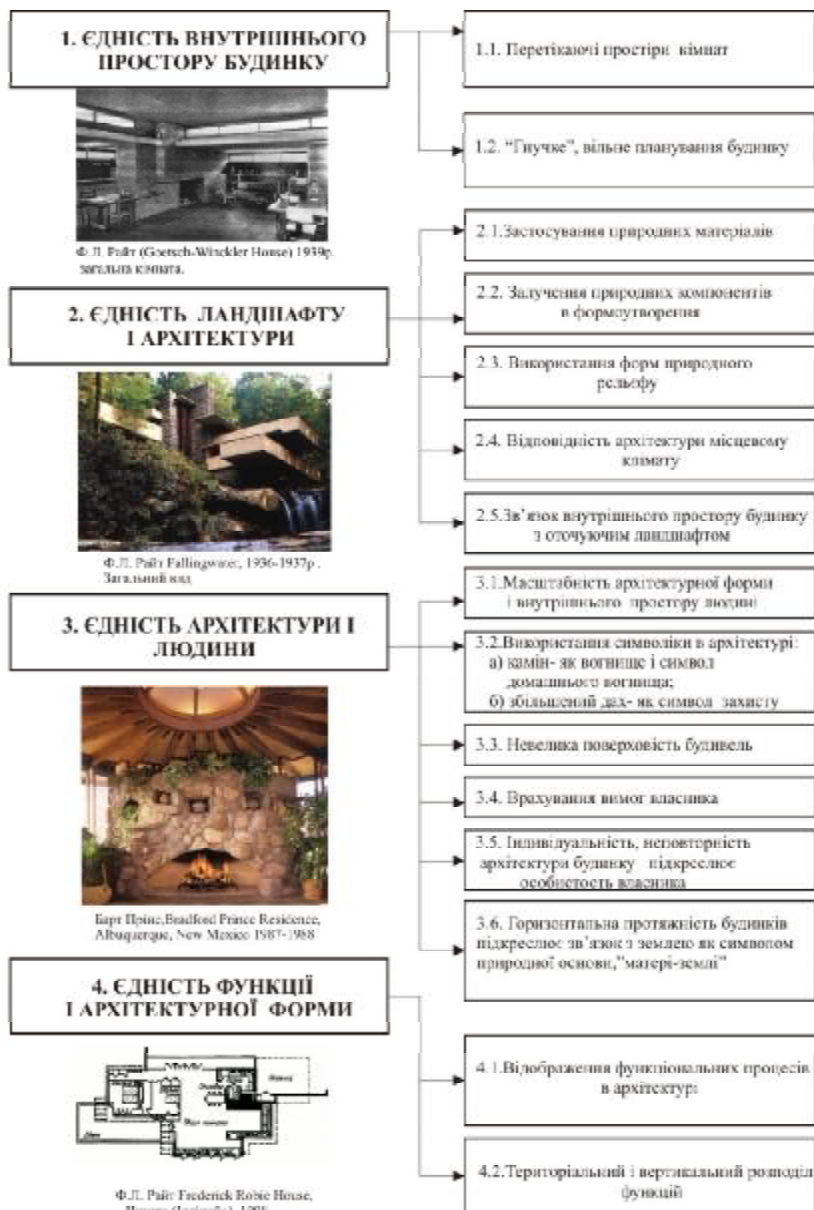 1. ЄДНІСТЬ ВНУТРІШНЬОГО
ПРОСТОРУ БУДИНКУ
1.1. Перетікаючі простіри кімнат
1.2. “Гнучке”, вільне планування будинку
Ф.Л. Райт (Goetsch-Winckler House) 1939р.
загальна кімната.
2. ЄДНІСТЬ ЛАНДШАФТУ
І АРХІТЕКТУРИ
2.1.Застосування природних матеріалів
2.2. Залучення природних компонентів
в формоутворення
2.3. Використання форм природного
рельєфу
2.4. Відповідність архітектури місцевому
клімату
2.5.Зв’язок внутрішнього простору будинку
з оточуючим ландшафтом
Ф.Л. Райт Fallingwater, 1936-1937р .
Загальний вид
3. ЄДНІСТЬ АРХІТЕКТУРИ І
ЛЮДИНИ
3.1.Масштабність архітектурної форми
і внутрішнього простору людині
3.2.Використання символіки в архітектурі:
а) камін- як вогнище і символ
домашнього вогнища;
б) збільшений дах- як символ захисту
3.3. Невелика поверховість будивель
3.4. Врахування вимог власника
3.5. Індивідуальність, неповторність
архітектури будинку підкреслює
особистость власника
3.6. Горизонтальна протяжність будинків
підкреслює зв’язок з землею як символом
природної основи,“матері-землі”
Барт Прінс,Bradford Prince Residence,
Albuquerque, New Mexico 1987-1988
4. ЄДНІСТЬ ФУНКЦІЇ
І АРХІТЕКТУРНОЇ ФОРМИ
4.1.Відображення функціональних процесів
в архітектурі
4.2.Територіальний і вертикальний розподіл
функцій
Ф.Л. Райт Frederick Robie House,